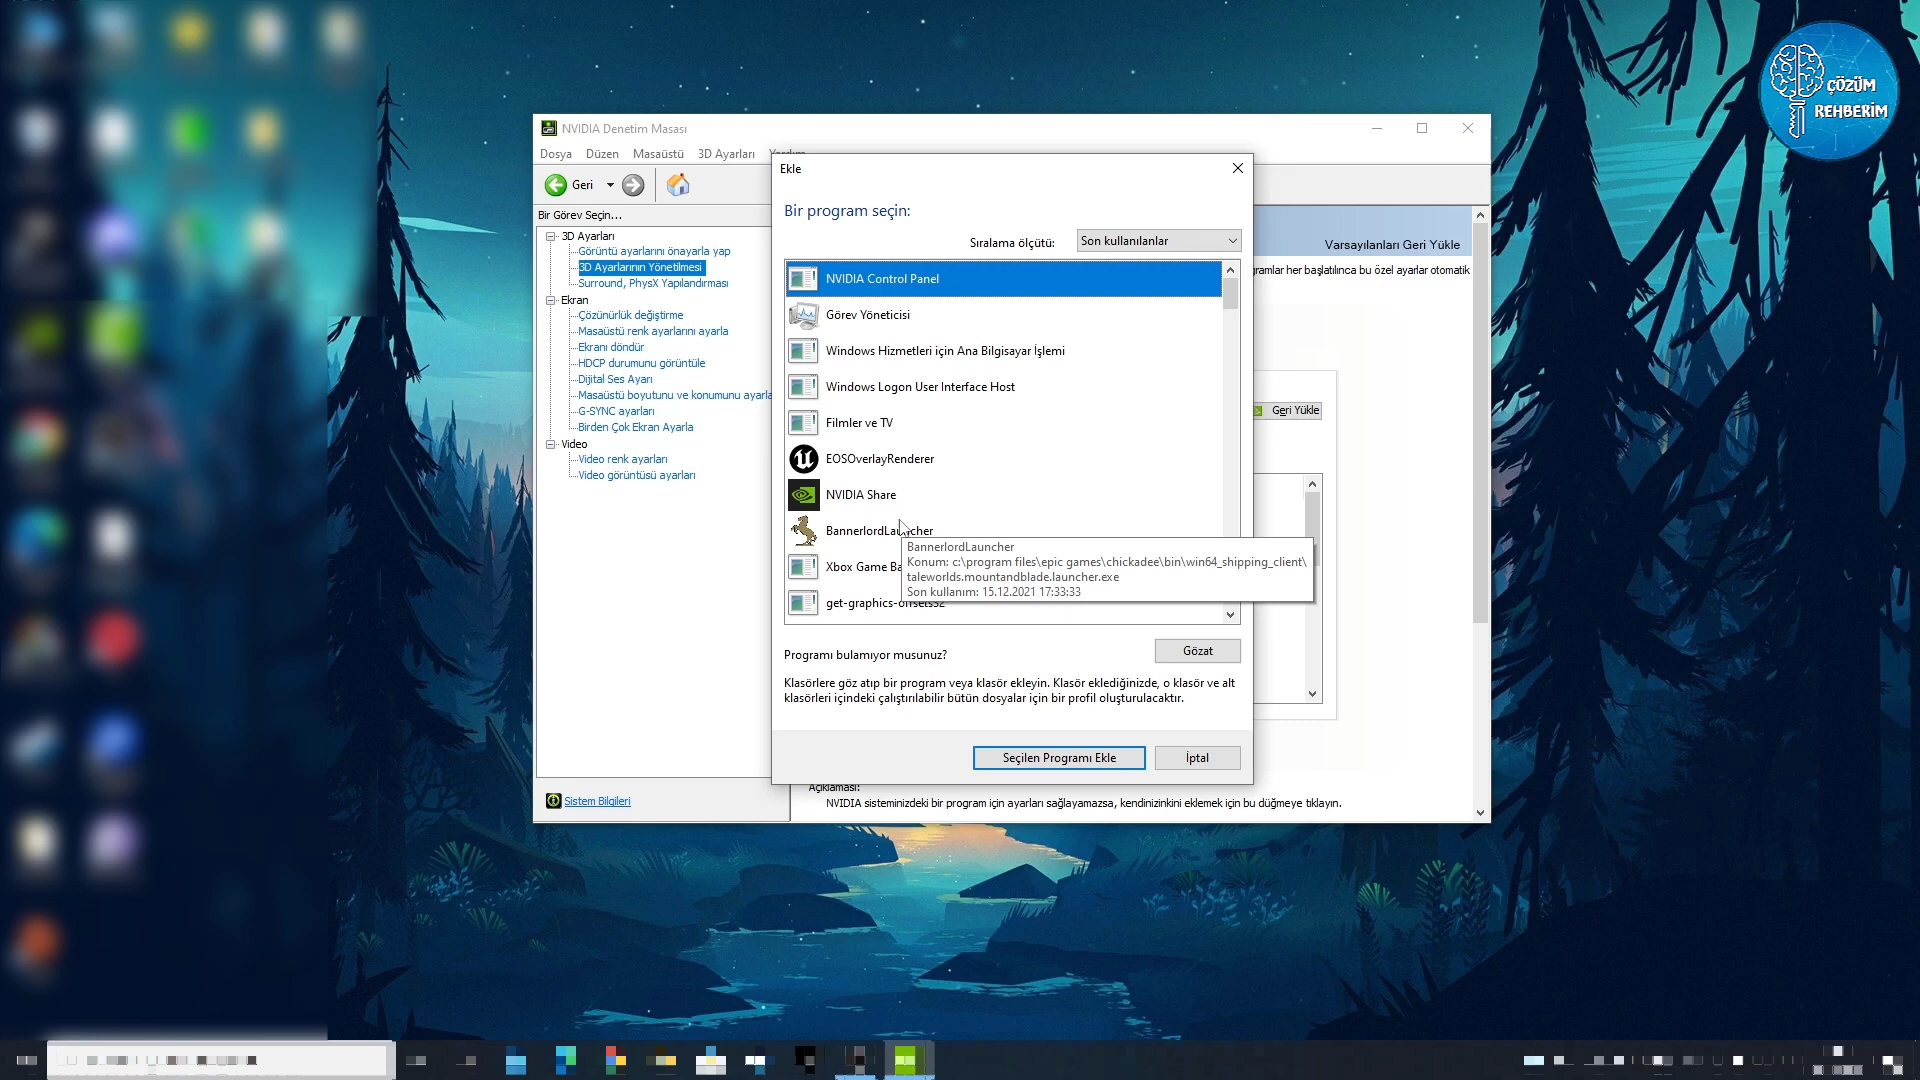 ÇÖZÜM
REHBERİM
NVIDIA Denetim Masası
Dosya Düzen Masaüstü 3D Ayarları Yardım
Geri
Bir Görev Seçin...
3D Ayarları
Görüntü ayarlarını önayarla yap
3D Ayarlarının Yönetilmesi
Surround, PhysX Yapılandırması
Ekran
Çözünürlük değiştirme
Masaüstü renk ayarlarını ayarla
Ekranı döndür
HDCP durumunu görüntüle
Dijital Ses Ayarı
Masaüstü boyutunu ve konumunu ayarla
G-SYNC ayarları
Birden Çok Ekran Ayarla
Video
Video renk ayarları
Video görüntüsü ayarları
Sistem Bilgileri
Ekle
Bir program seçin:
Sıralama ölçütü: Son kullanılanlar
NVIDIA Control Panel
Görev Yöneticisi
Windows Hizmetleri için Ana Bilgisayar İşlemi
Windows Logon User Interface Host
Filmler ve TV
EOSOverlayRenderer
NVIDIA Share
BannerlordLauncher
Xbox Game Ba
get-graphics-offsets32
BannerlordLauncher
Konum: c:\program files\epic games\chickadee\bin\win64_shipping_client\
taleworlds.mountandblade.launcher.exe
Son kullanım: 15.12.2021 17:33:33
Programı bulamıyor musunuz?
Gözat
Klasörlere göz atıp bir program veya klasör ekleyin. Klasör eklediğinizde, o klasör ve alt
klasörleri içindeki çalıştırılabilir bütün dosyalar için bir profil oluşturulacaktır.
Seçilen Programı Ekle
İptal
Varsayılanları Geri Yükle
gramlar her başlatılınca bu özel ayarlar otomatik
Geri Yükle
Açıklaması:
NVIDIA sisteminizdeki bir program için ayarları sağlayamazsa, kendinizinkini eklemek için bu düğmeye tıklayın.